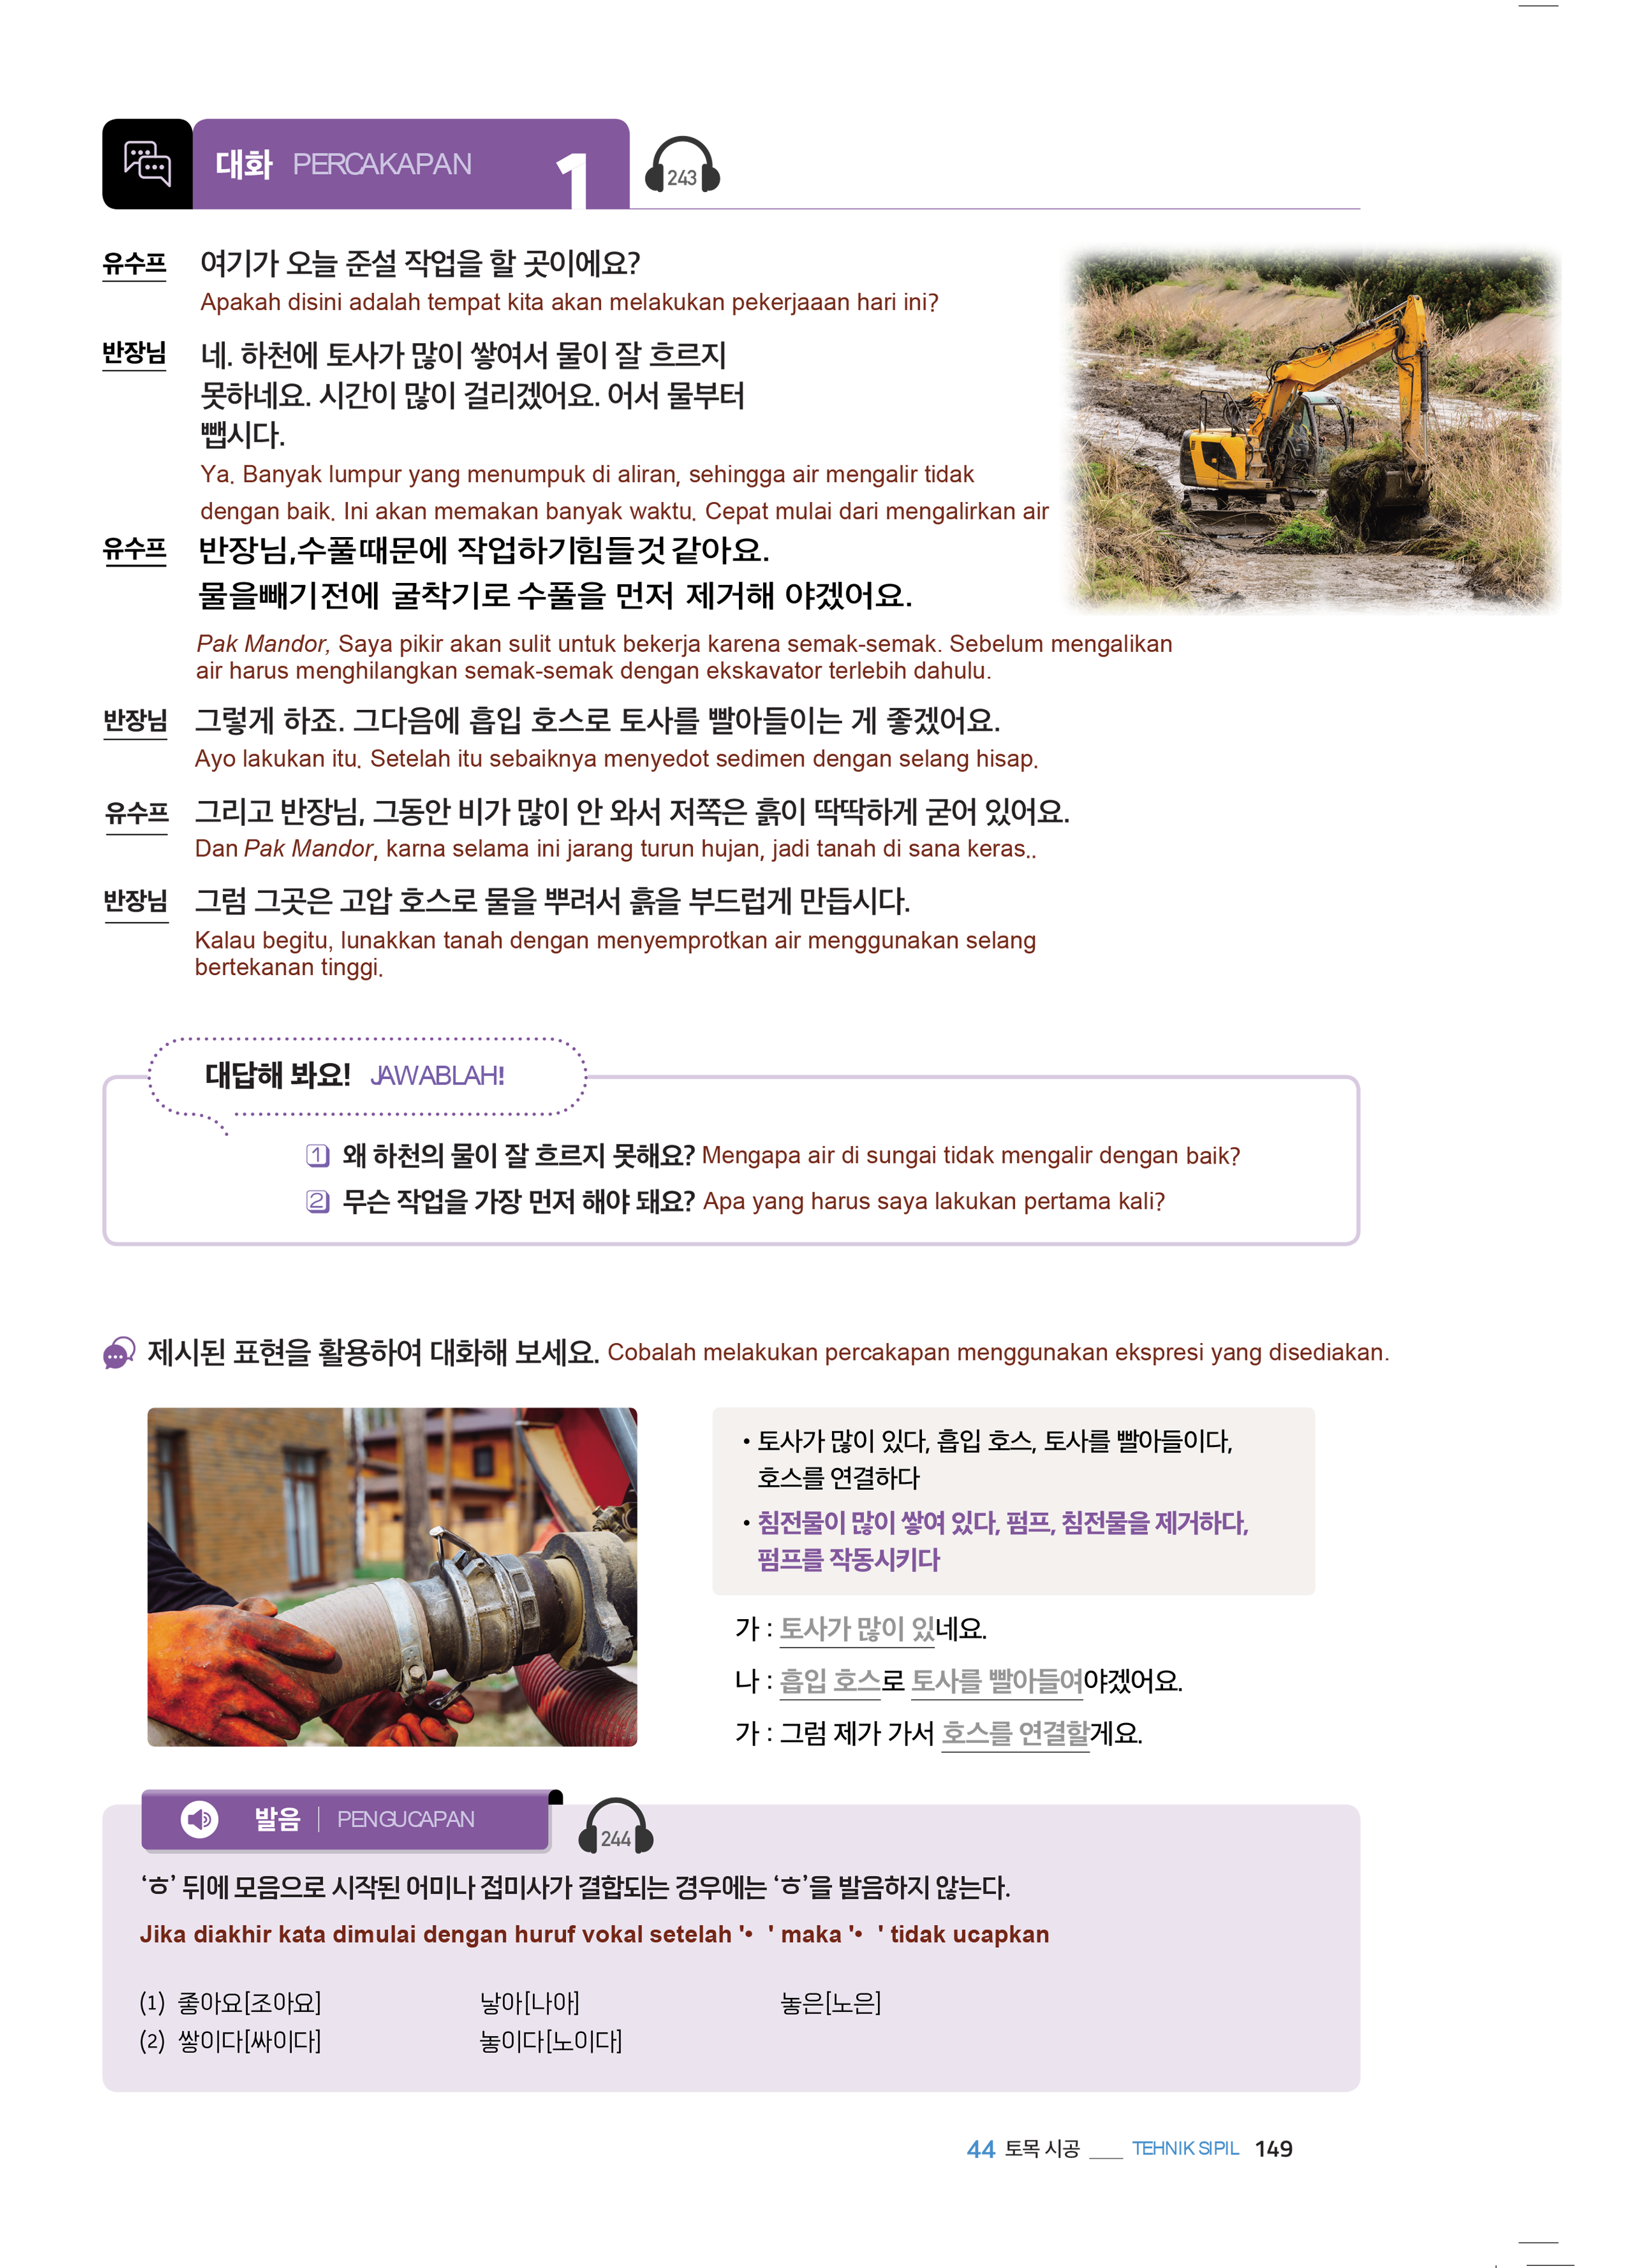 대화 PERCAKAPAN 1 243
유수프 여기가 오늘 준설 작업을 할 곳이에요?
Apakah disini adalah tempat kita akan melakukan pekerjaaan hari ini?
반장님 네. 하천에 토사가 많이 쌓여서 물이 잘 흐르지
못하네요. 시간이 많이 걸리겠어요. 어서 물부터
뺍시다.
Ya. Banyak lumpur yang menumpuk di aliran, sehingga air mengalir tidak
dengan baik. Ini akan memakan banyak waktu. Cepat mulai dari mengalirkan air
유수프 반장님,수풀때문에 작업하기힘들것같아요.
물을빼기전에 굴착기로 수풀을 먼저 제거해 야겠어요.
Pak Mandor, Saya pikir akan sulit untuk bekerja karena semak-semak. Sebelum mengalikan
air harus menghilangkan semak-semak dengan ekskavator terlebih dahulu.
반장님 그렇게 하죠. 그다음에 흡입 호스로 토사를 빨아들이는 게 좋겠어요.
Ayo lakukan itu. Setelah itu sebaiknya menyedot sedimen dengan selang hisap.
유수프 그리고 반장님, 그동안 비가 많이 안 와서 저쪽은 흙이 딱딱하게 굳어 있어요.
Dan Pak Mandor, karna selama ini jarang turun hujan, jadi tanah di sana keras..
반장님 그럼 그곳은 고압 호스로 물을 뿌려서 흙을 부드럽게 만듭시다.
Kalau begitu, lunakkan tanah dengan menyemprotkan air menggunakan selang
bertekanan tinggi.
대답해 봐요! JAWABLAH!
1 왜 하천의 물이 잘 흐르지 못해요? Mengapa air di sungai tidak mengalir dengan baik?
2 무슨 작업을 가장 먼저 해야 돼요? Apa yang harus saya lakukan pertama kali?
제시된 표현을 활용하여 대화해 보세요. Cobalah melakukan percakapan menggunakan ekspresi yang disediakan.
• 토사가 많이 있다, 흡입 호스, 토사를 빨아들이다,
호스를 연결하다
• 침전물이 많이 쌓여 있다, 펌프, 침전물을 제거하다,
펌프를 작동시키다
가 : 토사가 많이 있네요.
나 : 흡입 호스로 토사를 빨아들여야겠어요.
가 : 그럼 제가 가서 호스를 연결할게요.
발음 PENGUCAPAN 244
‘ㅎ’ 뒤에 모음으로 시작된 어미나 접미사가 결합되는 경우에는 ‘ㅎ’을 발음하지 않는다.
Jika diakhir kata dimulai dengan huruf vokal setelah '• ' maka '• ' tidak ucapkan
(1) 좋아요[조아요] 낳아[나아] 놓은[노은]
(2) 쌓이다[싸이다] 놓이다[노이다]
44 토목 시공 TEHNIK SIPIL 149